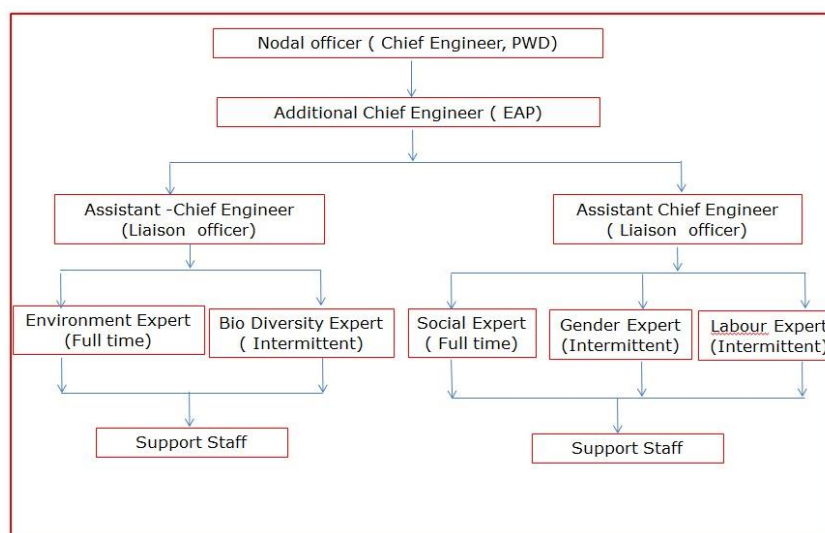 Nodal officer ( Chief Engineer, PWD)
Additional Chief Engineer ( EAP)
Assistant -Chief Engineer
(Liaison officer)
Assistant Chief Engineer
( Liaison officer)
Environment Expert
(Full time)
Bio Diversity Expert
( Intermittent)
Social Expert
( Full time)
Gender Expert
(Intermittent)
Labour Expert
(Intermittent)
Support Staff
Support Staff